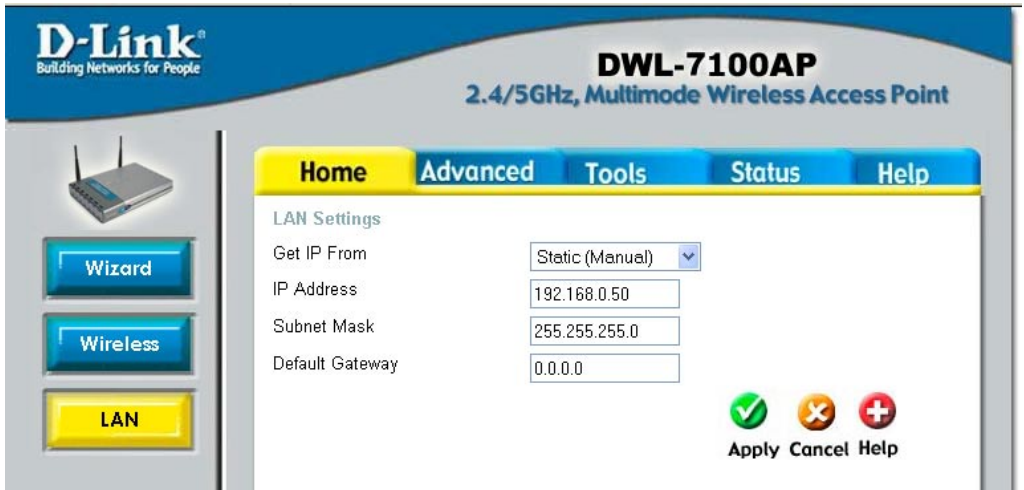 D-Link®
Building Networks for People
DWL-7100AP
2.4/5GHz, Multimode Wireless Access Point
Home Advanced Tools Status Help
Wizard
Wireless
LAN
LAN Settings
Get IP From Static (Manual)
IP Address 192.168.0.50
Subnet Mask 255.255.255.0
Default Gateway 0.0.0.0
Apply Cancel Help